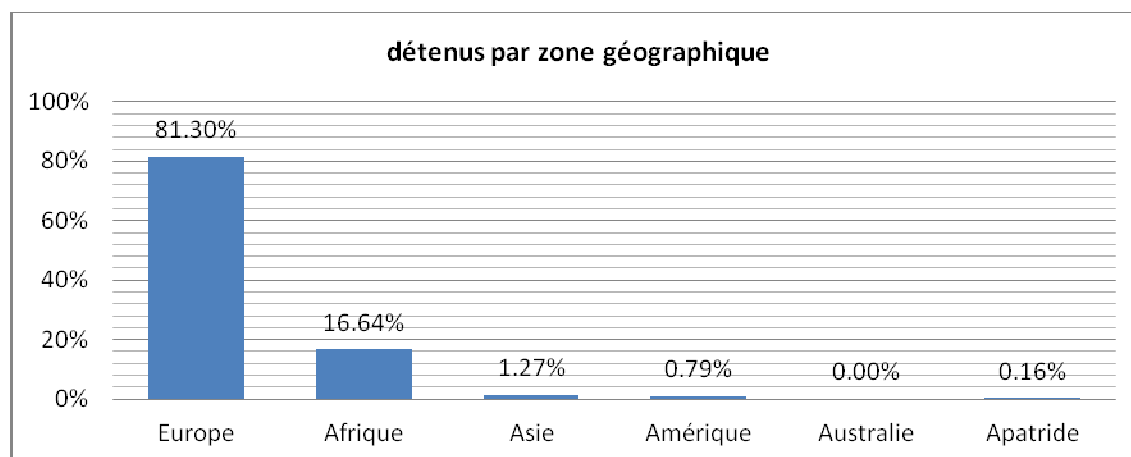 détenus par zone géographique
100%
81.30%
80%
60%
40%
16.64%
20%
1.27% 0.79% 0.00% 0.16%
0%
Europe Afrique Asie Amérique Australie Apatride